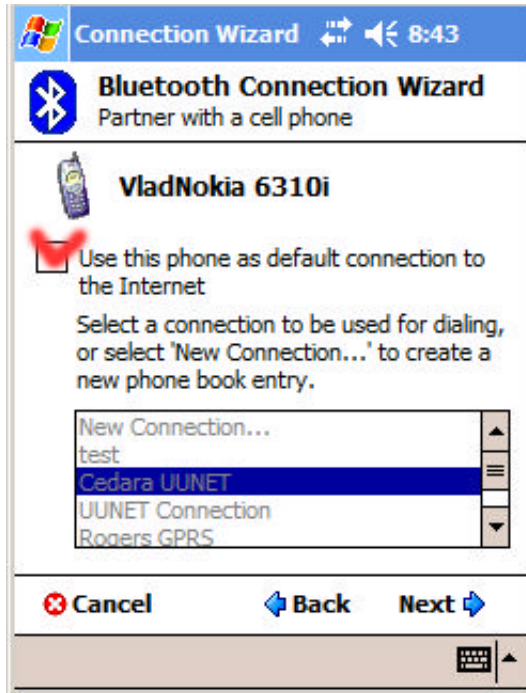 Connection Wizard 8:43
Bluetooth Connection Wizard
Partner with a cell phone
VladNokia 6310i
Use this phone as default connection to
the Internet
Select a connection to be used for dialing,
or select 'New Connection...' to create a
new phone book entry.
New Connection...
test
Cedara UUNET
UUNET Connection
Rogers GPRS
Cancel Back Next